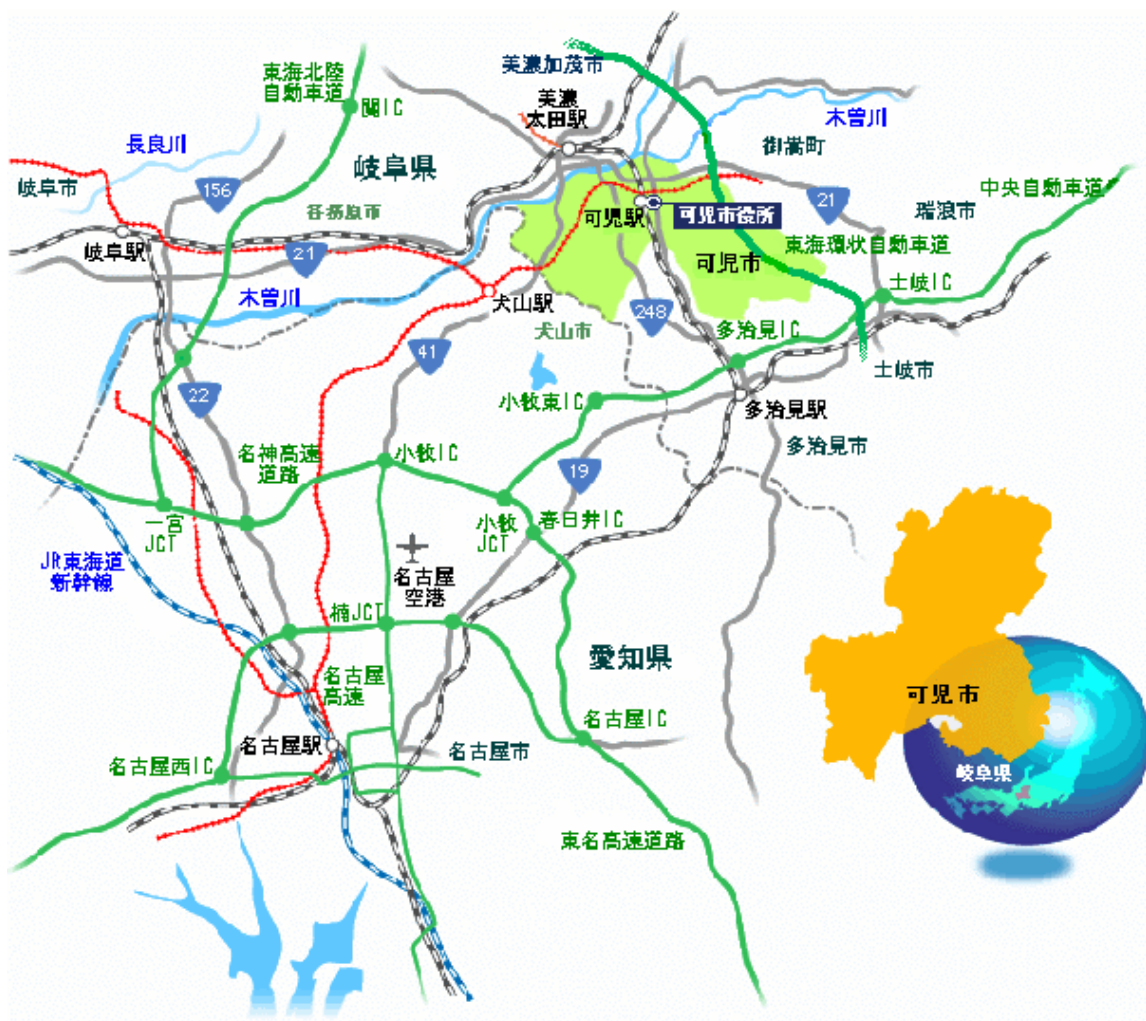 美濃加茂市
東海北陸
自動車道
関IC
美濃
太田駅
木曽川
長良川
御嵩町
岐阜県
岐阜市
156
各務原市
中央自動車道
21
瑞浪市
可児駅
可児市役所
岐阜駅
21
東海環状自動車道
可児市
土岐IC
木曽川
犬山駅
248
犬山市
多治見IC
41
土岐市
22
小牧東IC
多治見駅
名神高速
道路
小牧IC
多治見市
19
一宮
JCT
小牧
JCT
春日井IC
JR東海道
新幹線
名古屋
空港
楠JCT
愛知県
名古屋
高速
可児市
名古屋IC
名古屋駅
名古屋市
名古屋西IC
岐阜県
東名高速道路